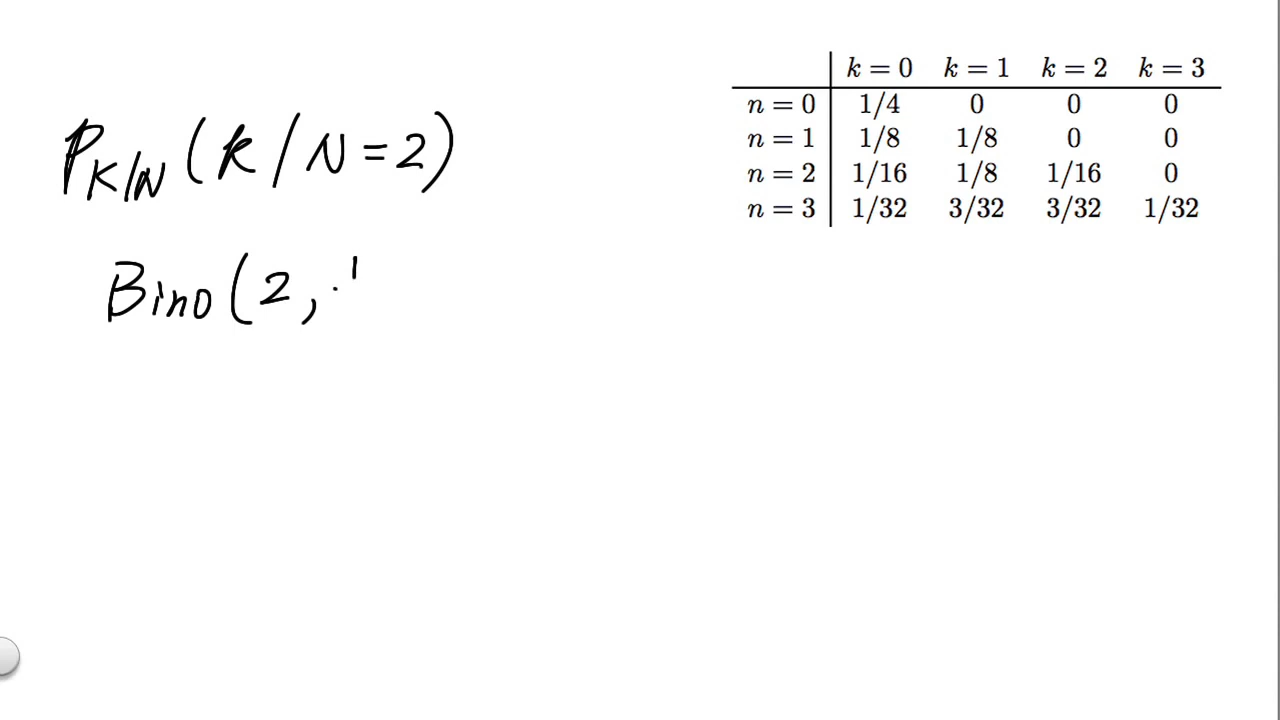 P_{K/N} (k / N = 2)
Bino (2, . 1
k = 0 k = 1 k = 2 k = 3
n = 0 1/4 0 0 0
n = 1 1/8 1/8 0 0
n = 2 1/16 1/8 1/16 0
n = 3 1/32 3/32 3/32 1/32